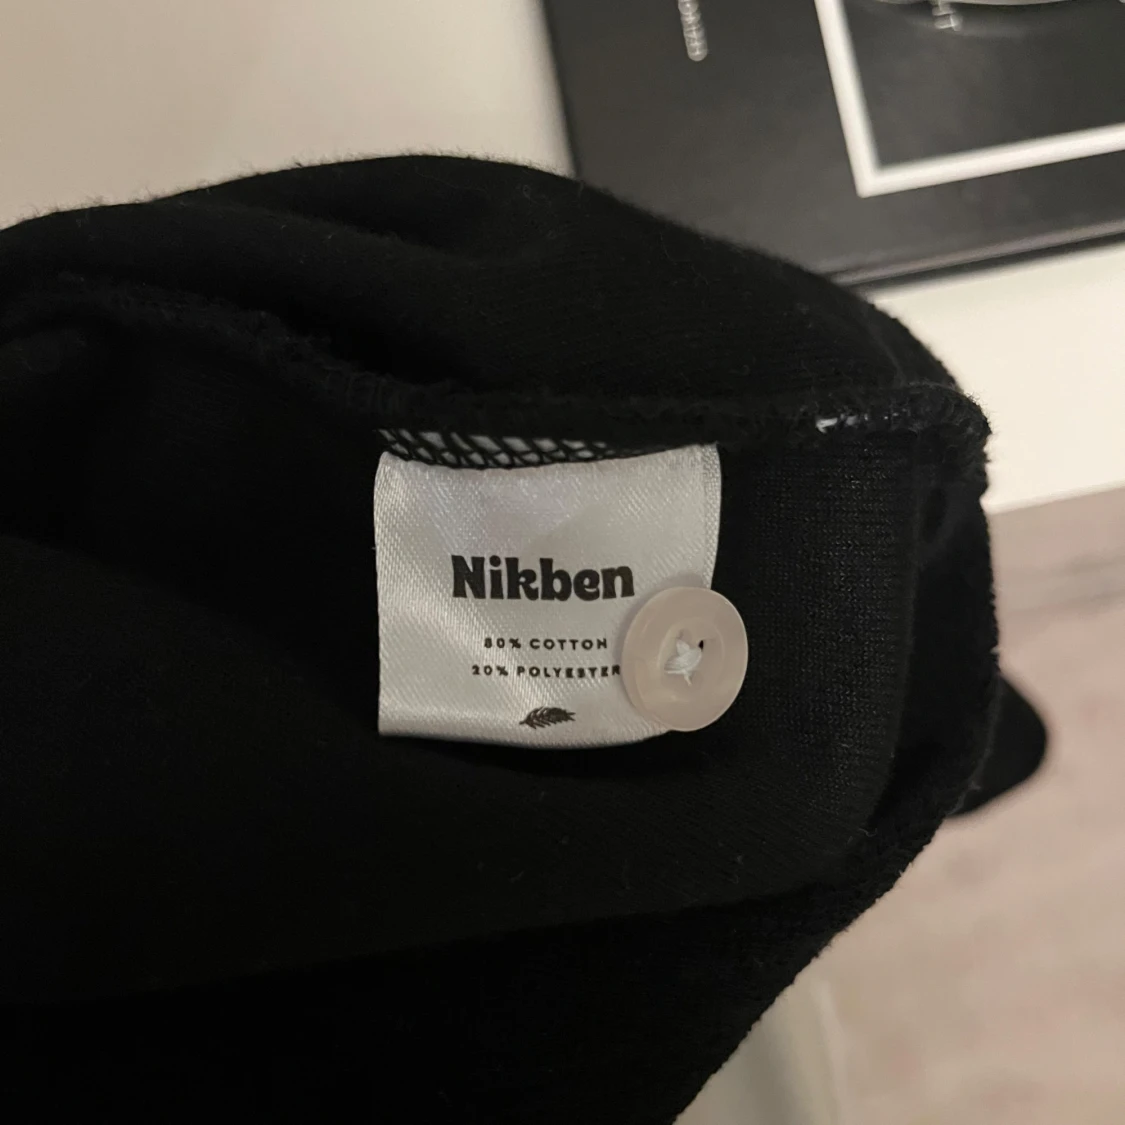 Nikben
80% COTTON
20% POLYESTER